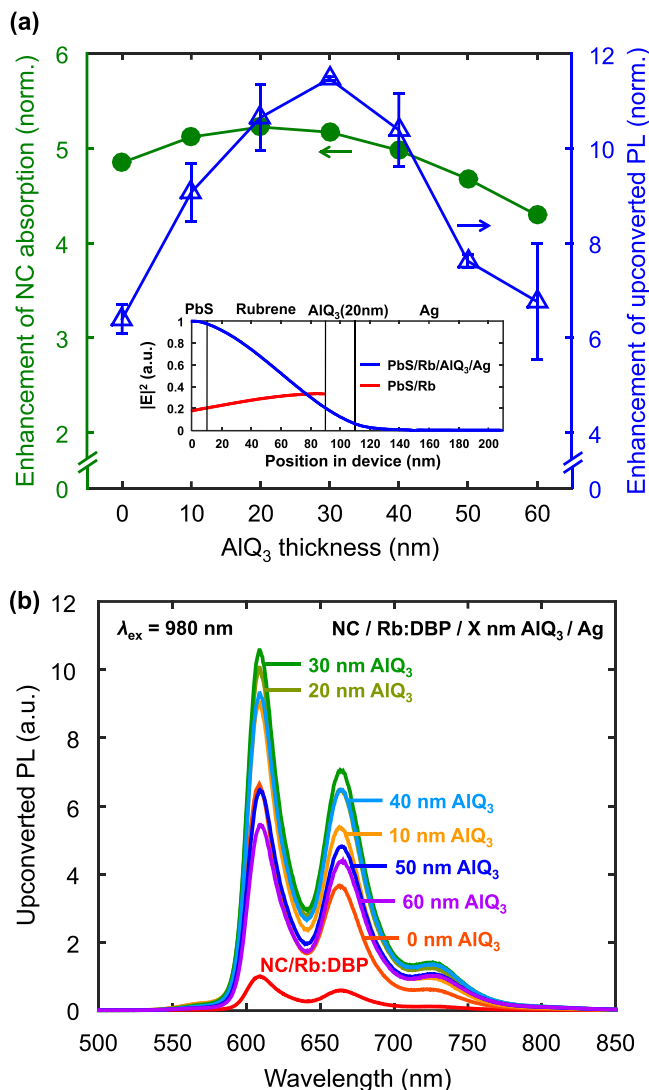 (a)
Enhancement of NC absorption (norm.)
6
5
4
3
2
0
Enhancement of upconverted PL (norm.)
12
10
8
6
4
0
PbS Rubrene AlQ₃(20nm) Ag
|E|² (a.u.)
1
0.8
0.6
0.4
0.2
0
PbS/Rb/AlQ₃/Ag
PbS/Rb
0 20 40 60 80 100 120 140 160 180 200
Position in device (nm)
0 10 20 30 40 50 60
AlQ₃ thickness (nm)
(b)
Upconverted PL (a.u.)
12
10
8
6
4
2
0
λex = 980 nm
NC / Rb:DBP / X nm AlQ₃ / Ag
30 nm AlQ₃
20 nm AlQ₃
40 nm AlQ₃
10 nm AlQ₃
50 nm AlQ₃
60 nm AlQ₃
0 nm AlQ₃
NC/Rb:DBP
500 550 600 650 700 750 800 850
Wavelength (nm)